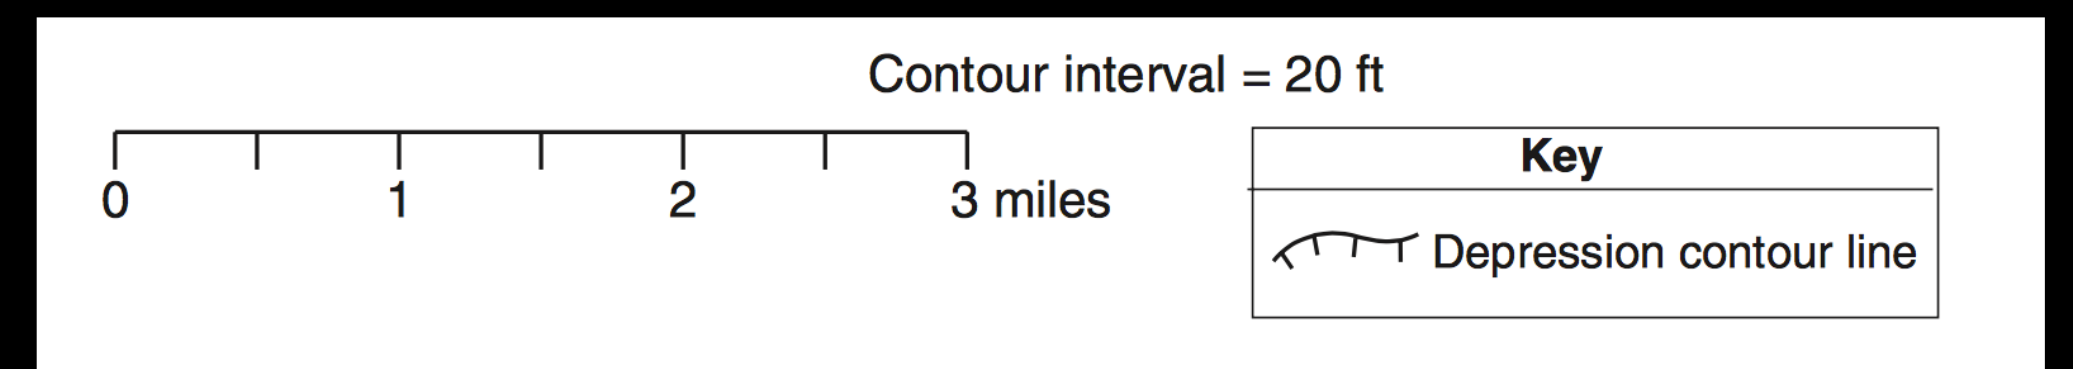 Contour interval = 20 ft
0 1 2 3 miles
Key
Depression contour line